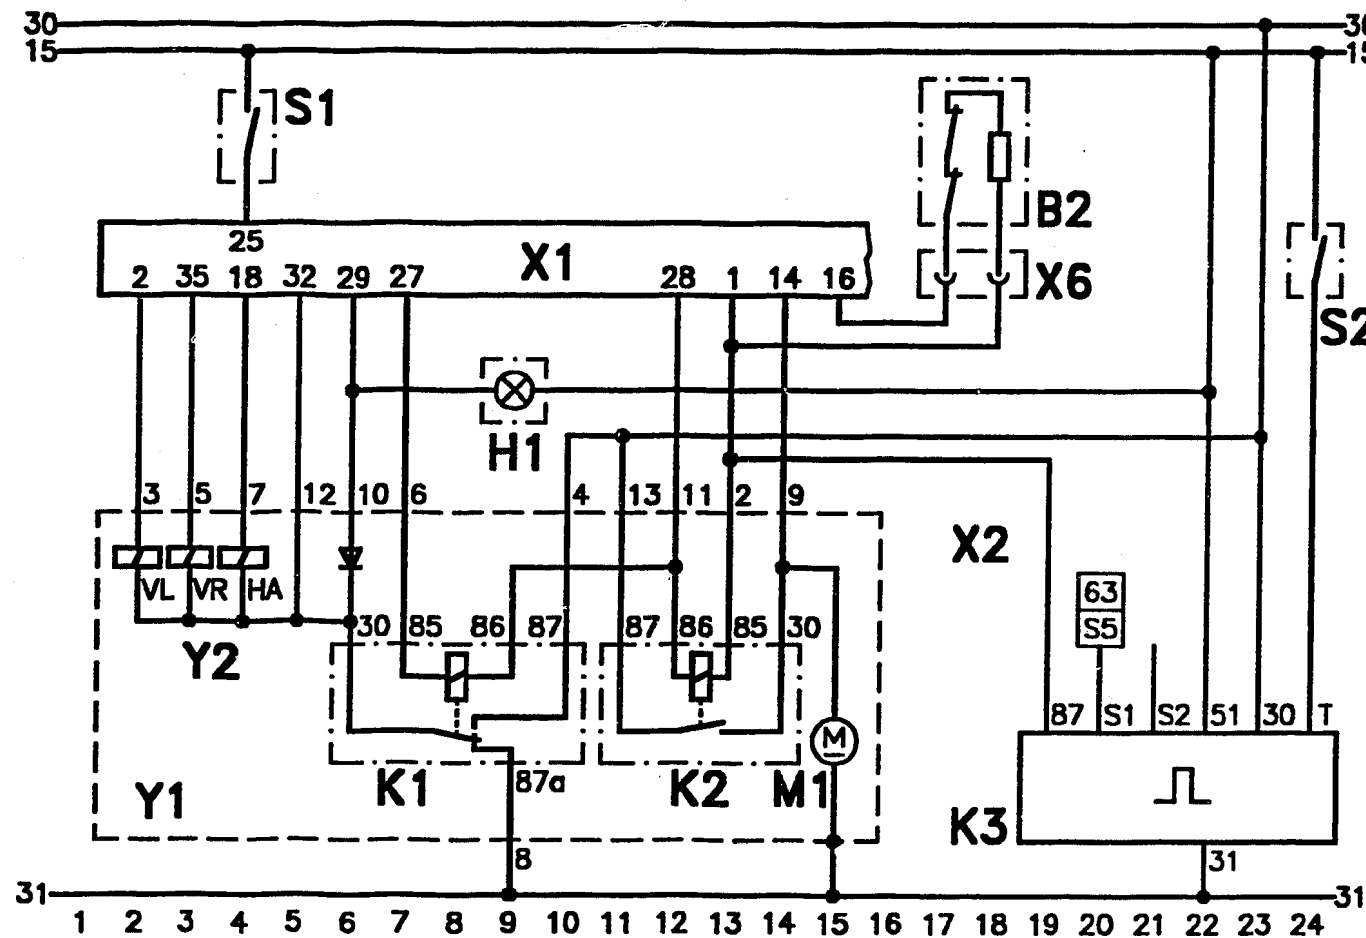 30 30
15 15
S1
B2
25
X1
2 35 18 32 29 27 28 1 14 16
X6
S2
H1
3 5 7 12 10 6 4 13 11 2 9
X2
VL VR HA
63
S5
30 85 86 87 87 86 85 30
Y2
87 S1 S2 51 30 T
M
K1 87a K2 M1
Y1
K3
8 31
31 31
1 2 3 4 5 6 7 8 9 10 11 12 13 14 15 16 17 18 19 20 21 22 23 24